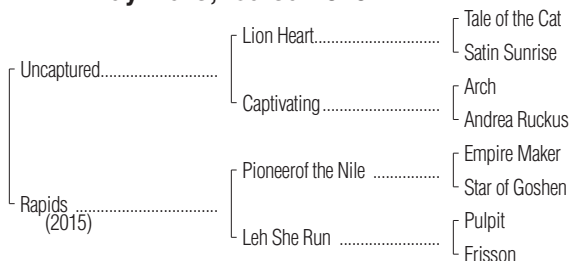 Tale of the Cat
Lion Heart
Satin Sunrise
Uncaptured
Arch
Captivating
Andrea Ruckus
Empire Maker
Pioneerof the Nile
Star of Goshen
Rapids
(2015)
Pulpit
Leh She Run
Frisson